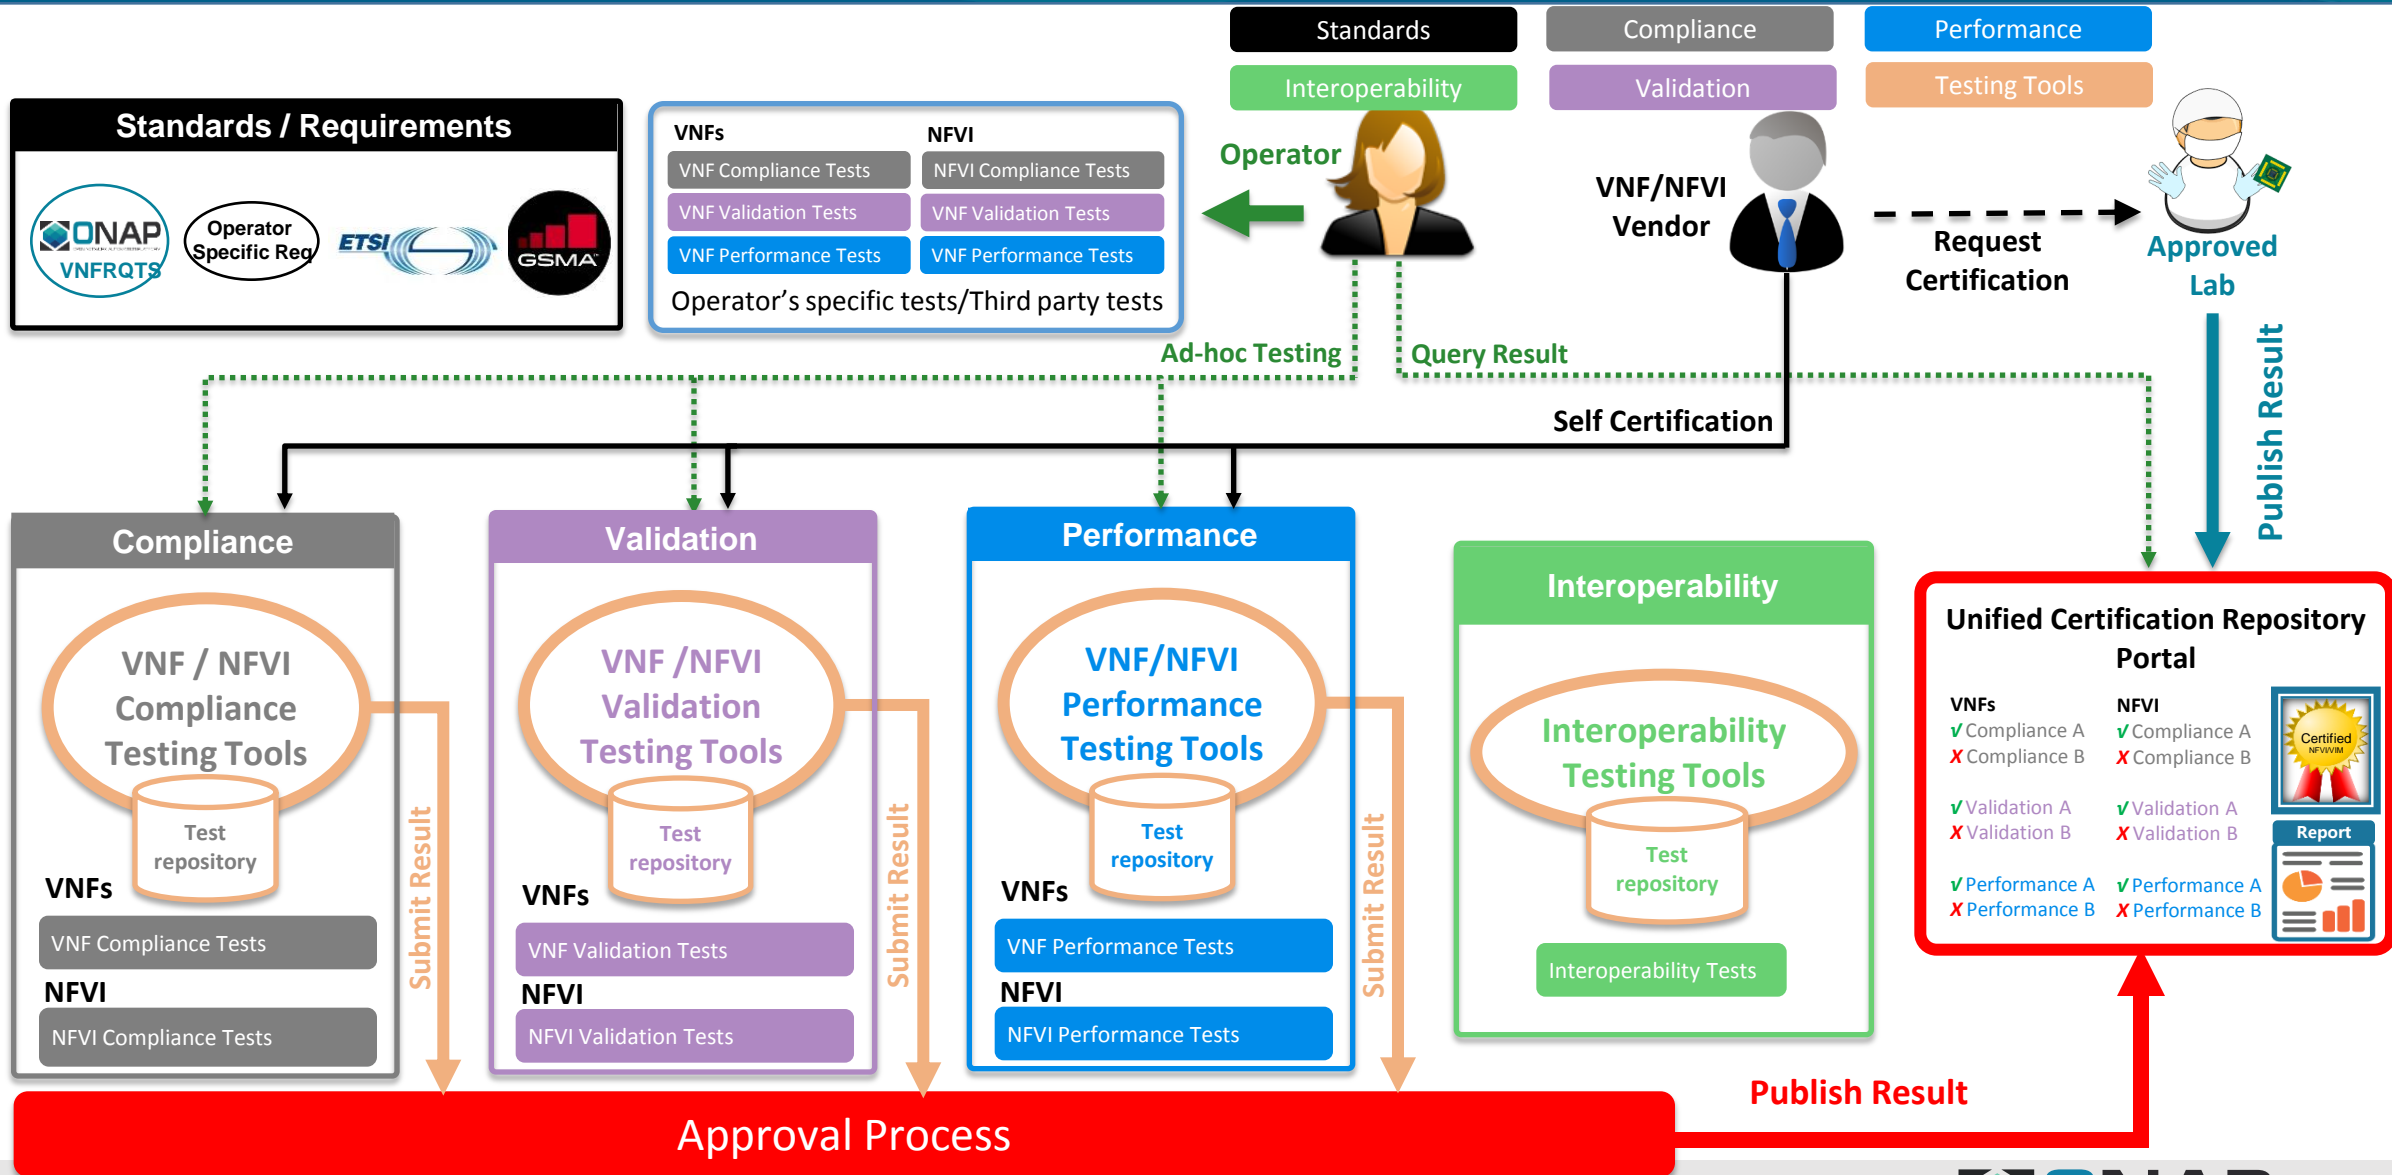 Standards
Compliance
Performance
Interoperability
Validation
Testing Tools
Standards / Requirements
ONAP
VNFRQTS
Operator
Specific Req
ETSI
GSMA
VNFs
NFVI
VNF Compliance Tests
NFVI Compliance Tests
VNF Validation Tests
VNF Validation Tests
VNF Performance Tests
VNF Performance Tests
Operator's specific tests/Third party tests
Operator
VNF/NFVI
Vendor
Request
Certification
Approved
Lab
Ad-hoc Testing
Query Result
Self Certification
Publish Result
Compliance
VNF / NFVI
Compliance
Testing Tools
Test
repository
VNFs
VNF Compliance Tests
NFVI
NFVI Compliance Tests
Submit Result
Validation
VNF /NFVI
Validation
Testing Tools
Test
repository
VNFs
VNF Validation Tests
NFVI
NFVI Validation Tests
Submit Result
Performance
VNF/NFVI
Performance
Testing Tools
Test
repository
VNFs
VNF Performance Tests
NFVI
NFVI Performance Tests
Submit Result
Interoperability
Interoperability
Testing Tools
Test
repository
Interoperability Tests
Unified Certification Repository
Portal
VNFs
√ Compliance A
X Compliance B
√ Validation A
X Validation B
√ Performance A
X Performance B
NFVI
√ Compliance A
X Compliance B
√ Validation A
X Validation B
√ Performance A
X Performance B
Certified
NFVI/VIM
Report
Approval Process
Publish Result
ONAP